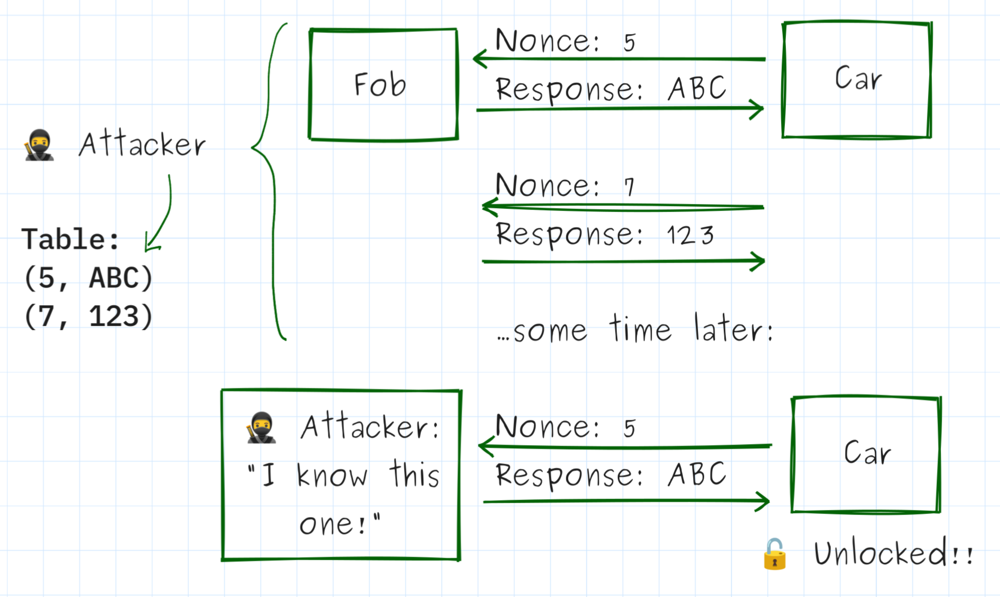 Fob
Nonce: 5
Response: ABC
Car
Attacker
Nonce: 7
Response: 123
Table:
(5, ABC)
(7, 123)
...some time later:
Attacker:
"I know this
one!"
Nonce: 5
Response: ABC
Car
Unlocked!!